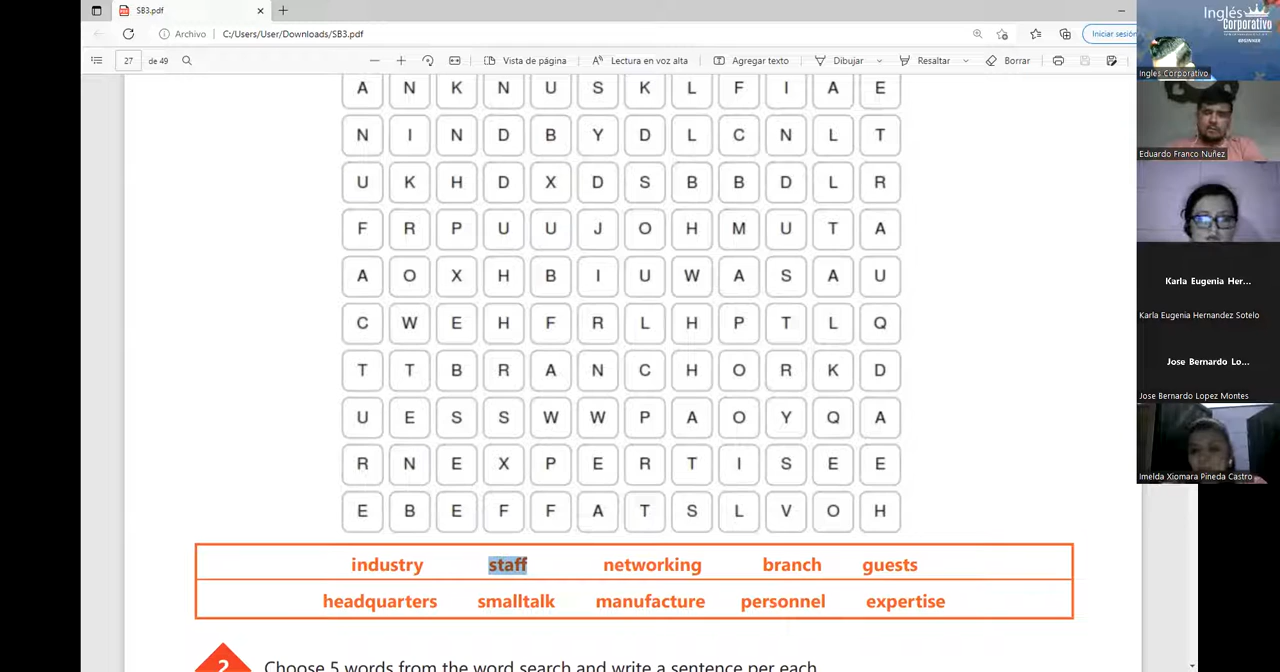 SB3.pdf
Archivo C:/Users/User/Downloads/SB3.pdf
Iniciar sesión
27 de 49
Vista de página Lectura en voz alta Agregar texto Dibujar Resaltar Borrar
A N K N U S K L F I A E
N I N D B Y D L C N L T
U K H D X D S B B D L R
F R P U U J O H M U T A
A O X H B I U W A S A U
C W E H F R L H P T L Q
T T B R A N C H O R K D
U E S S W W P A O Y Q A
R N E X P E R T I S E E
E B E F F A T S L V O H
industry staff networking branch guests
headquarters smalltalk manufacture personnel expertise
2 Choose 5 words from the word search and write a sentence per each
Inglés
Corporativo
BEGINNER
Inglés Corporativo
Eduardo Franco Nuñez
Karla Eugenia Her...
Karla Eugenia Hernandez Sotelo
Jose Bernardo Lo...
Jose Bernardo Lopez Montes
Imelda Xiomara Pineda Castro